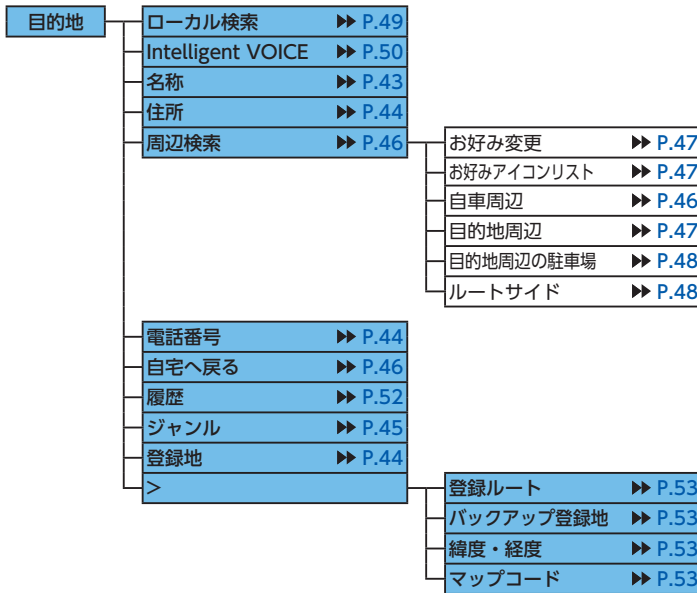 目的地
ローカル検索 ▶▶ P.49
Intelligent VOICE ▶▶ P.50
名称 ▶▶ P.43
住所 ▶▶ P.44
周辺検索 ▶▶ P.46
お好み変更 ▶▶ P.47
お好みアイコンリスト ▶▶ P.47
自車周辺 ▶▶ P.46
目的地周辺 ▶▶ P.47
目的地周辺の駐車場 ▶▶ P.48
ルートサイド ▶▶ P.48
電話番号 ▶▶ P.44
自宅へ戻る ▶▶ P.46
履歴 ▶▶ P.52
ジャンル ▶▶ P.45
登録地 ▶▶ P.44
＞
登録ルート ▶▶ P.53
バックアップ登録地 ▶▶ P.53
緯度・経度 ▶▶ P.53
マップコード ▶▶ P.53